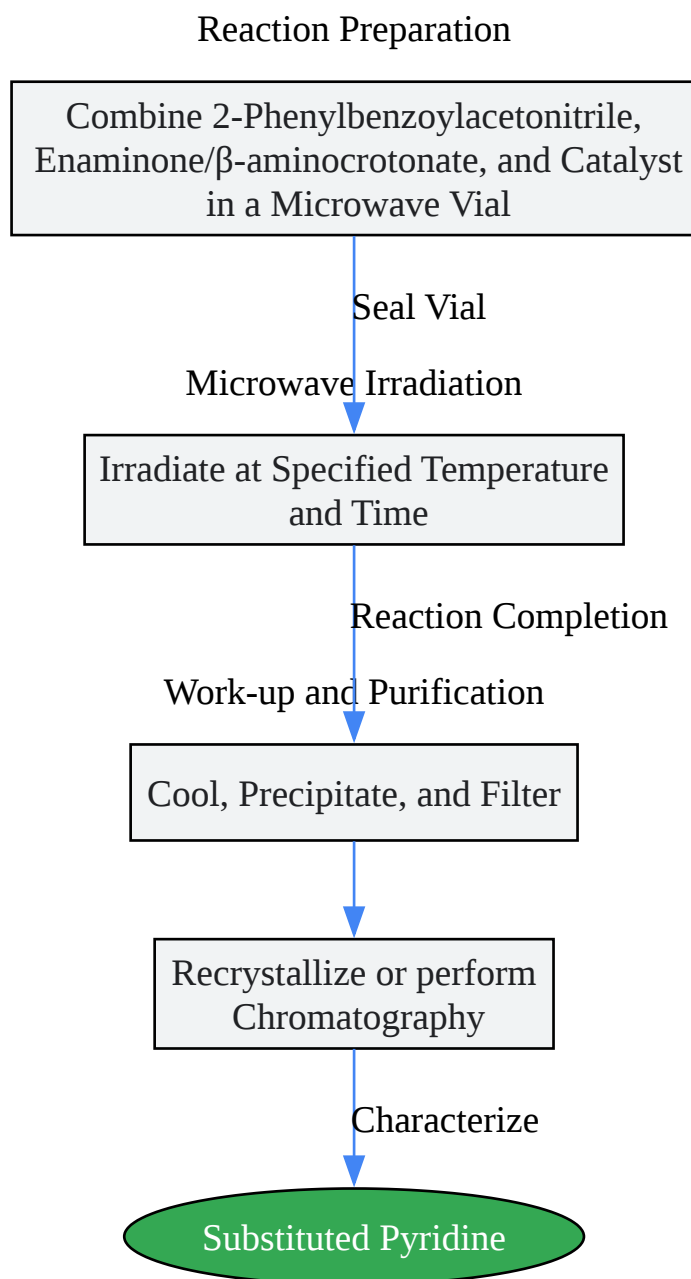 Reaction Preparation
Combine 2-Phenylbenzoylacetonitrile,
Enaminone/β-aminocrotonate, and Catalyst
in a Microwave Vial
Seal Vial
Microwave Irradiation
Irradiate at Specified Temperature
and Time
Reaction Completion
Work-up and Purification
Cool, Precipitate, and Filter
Recrystallize or perform
Chromatography
Characterize
Substituted Pyridine